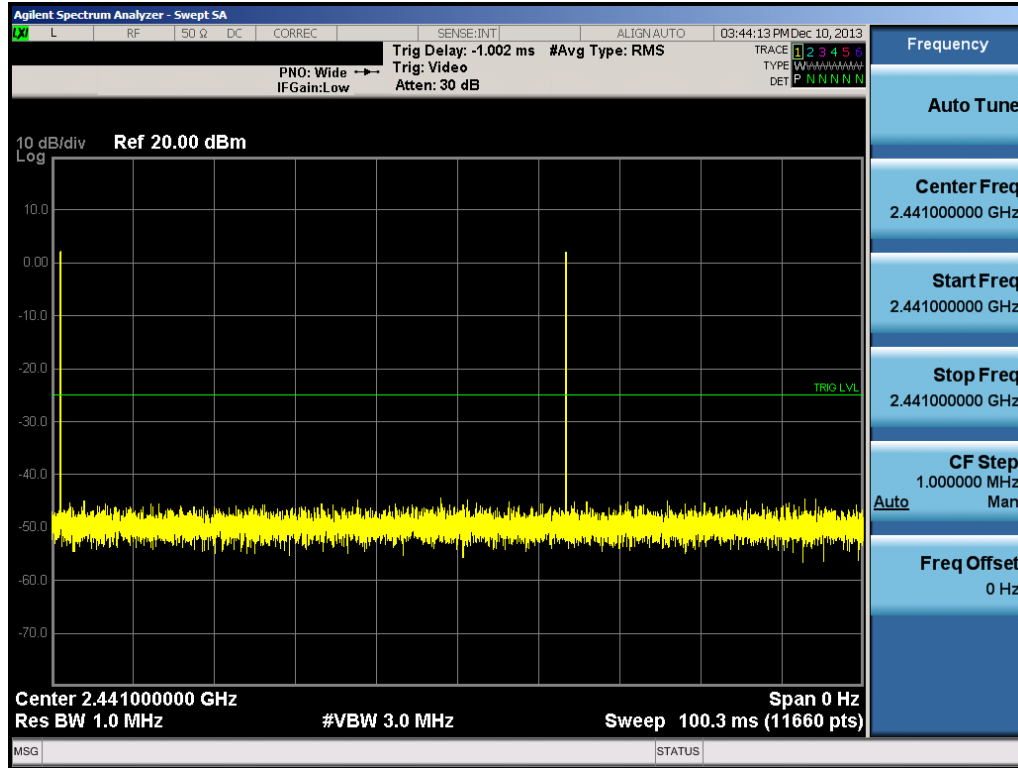 Agilent Spectrum Analyzer - Swept SA
LXI L RF 50 Ω DC CORREC SENSE:INT ALIGN AUTO 03:44:13 PM Dec 10, 2013
Trig Delay: -1.002 ms #Avg Type: RMS TRACE 1 2 3 4 5 6
PNO: Wide Trig: Video TYPE WWWWWW
IFGain:Low Atten: 30 dB DET P N N N N N
10 dB/div Ref 20.00 dBm
Log
10.0
0.00
-10.0
-20.0
TRIG LVL
-30.0
-40.0
-50.0
-60.0
-70.0
Center 2.441000000 GHz Span 0 Hz
Res BW 1.0 MHz #VBW 3.0 MHz Sweep 100.3 ms (11660 pts)
MSG STATUS
Frequency
Auto Tune
Center Freq
2.441000000 GHz
Start Freq
2.441000000 GHz
Stop Freq
2.441000000 GHz
CF Step
1.000000 MHz
Auto Man
Freq Offset
0 Hz